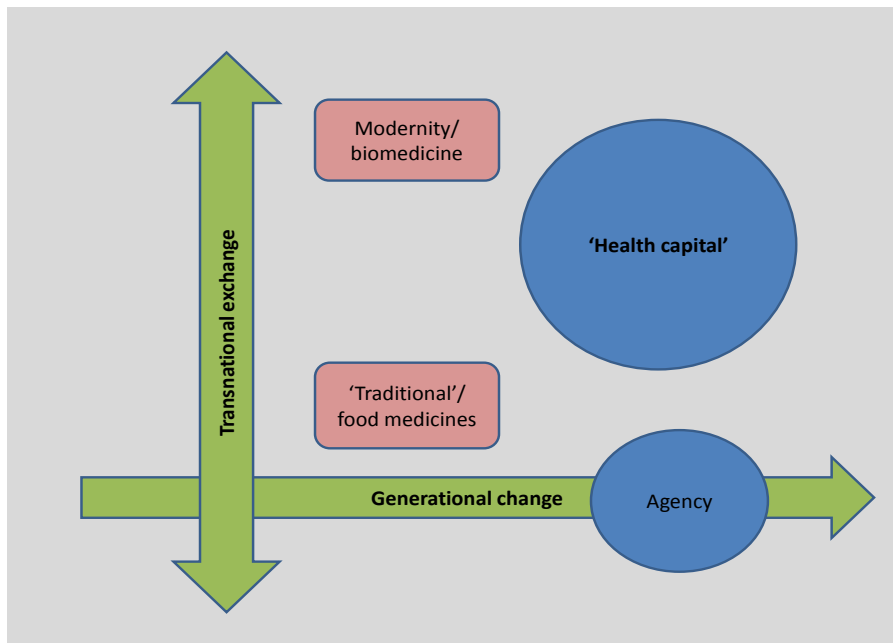 Modernity/
biomedicine
‘Health capital’
Transnational exchange
‘Traditional’/
food medicines
Generational change
Agency